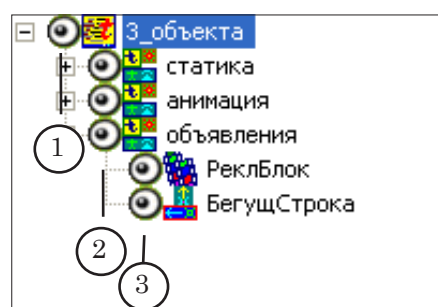 3_объекта
статика
анимация
объявления
РеклБлок
БегущСтрока
1
2
3